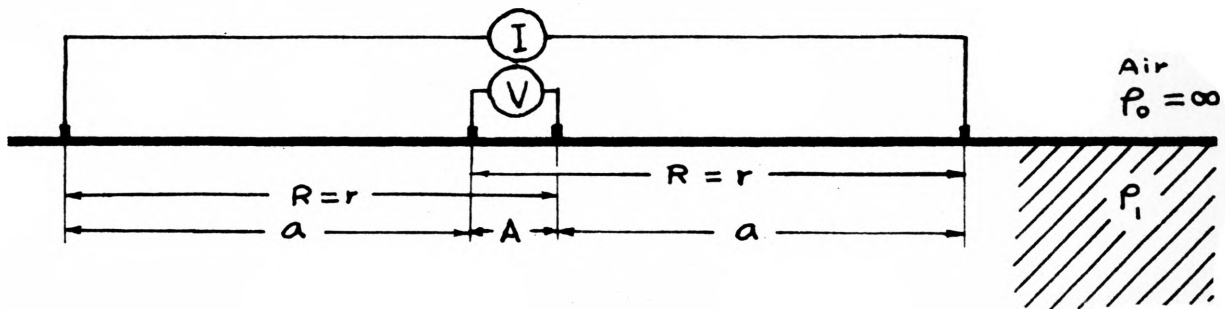 I
V
Air
ρ₀ = ∞
R = r
R = r
ρ₁
a
A
a